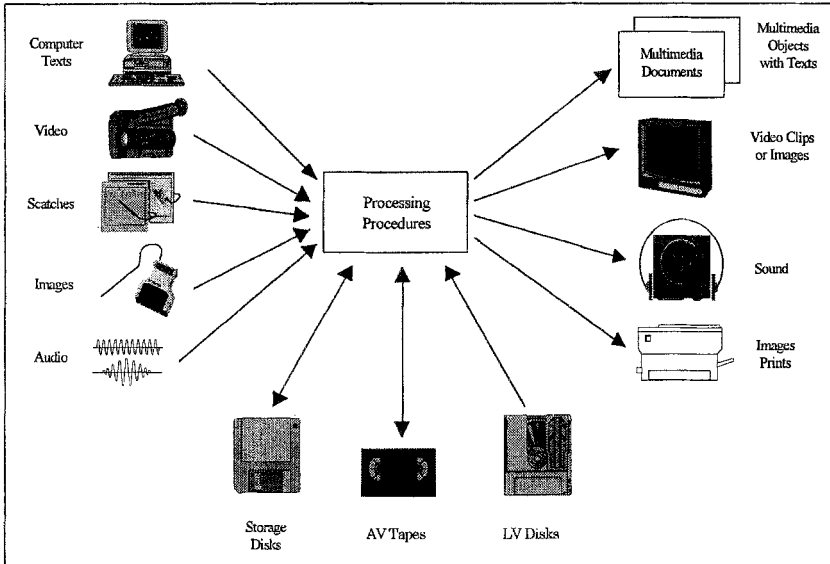 Computer
Texts
Video
Scatches
Images
Audio
Processing
Procedures
Multimedia
Documents
Multimedia
Objects
with Texts
Video Clips
or Images
Sound
Images
Prints
Storage
Disks
AV Tapes
LV Disks